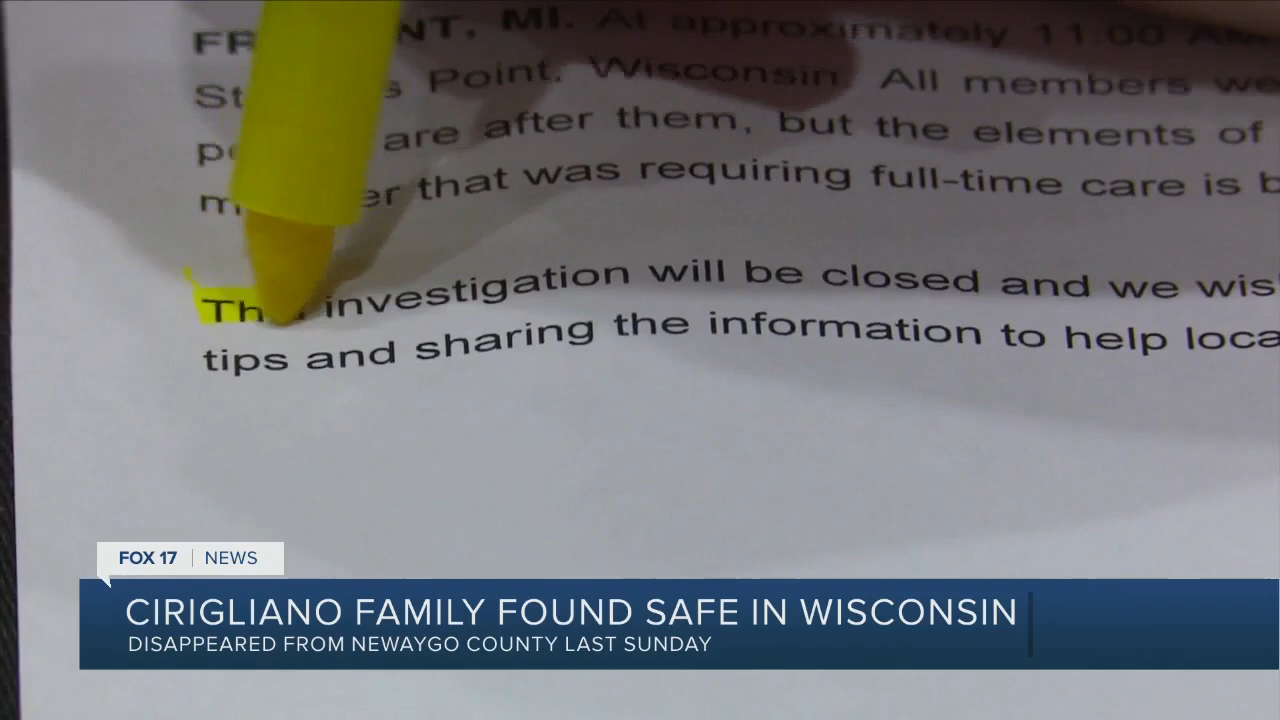 NT, MI. At approximately 11:00 AM
Point, Wisconsin. All members we
are after them, but the elements of
that was requiring full-time care is b
investigation will be closed and we wis
tips and sharing the information to help loca
FOX 17 | NEWS
CIRIGLIANO FAMILY FOUND SAFE IN WISCONSIN
DISAPPEARED FROM NEWAYGO COUNTY LAST SUNDAY